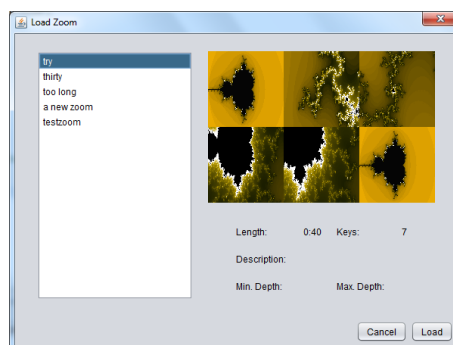 Load Zoom
try
thirty
too long
a new zoom
testzoom
Length: 0:40 Keys: 7
Description:
Min. Depth: Max. Depth:
Cancel Load